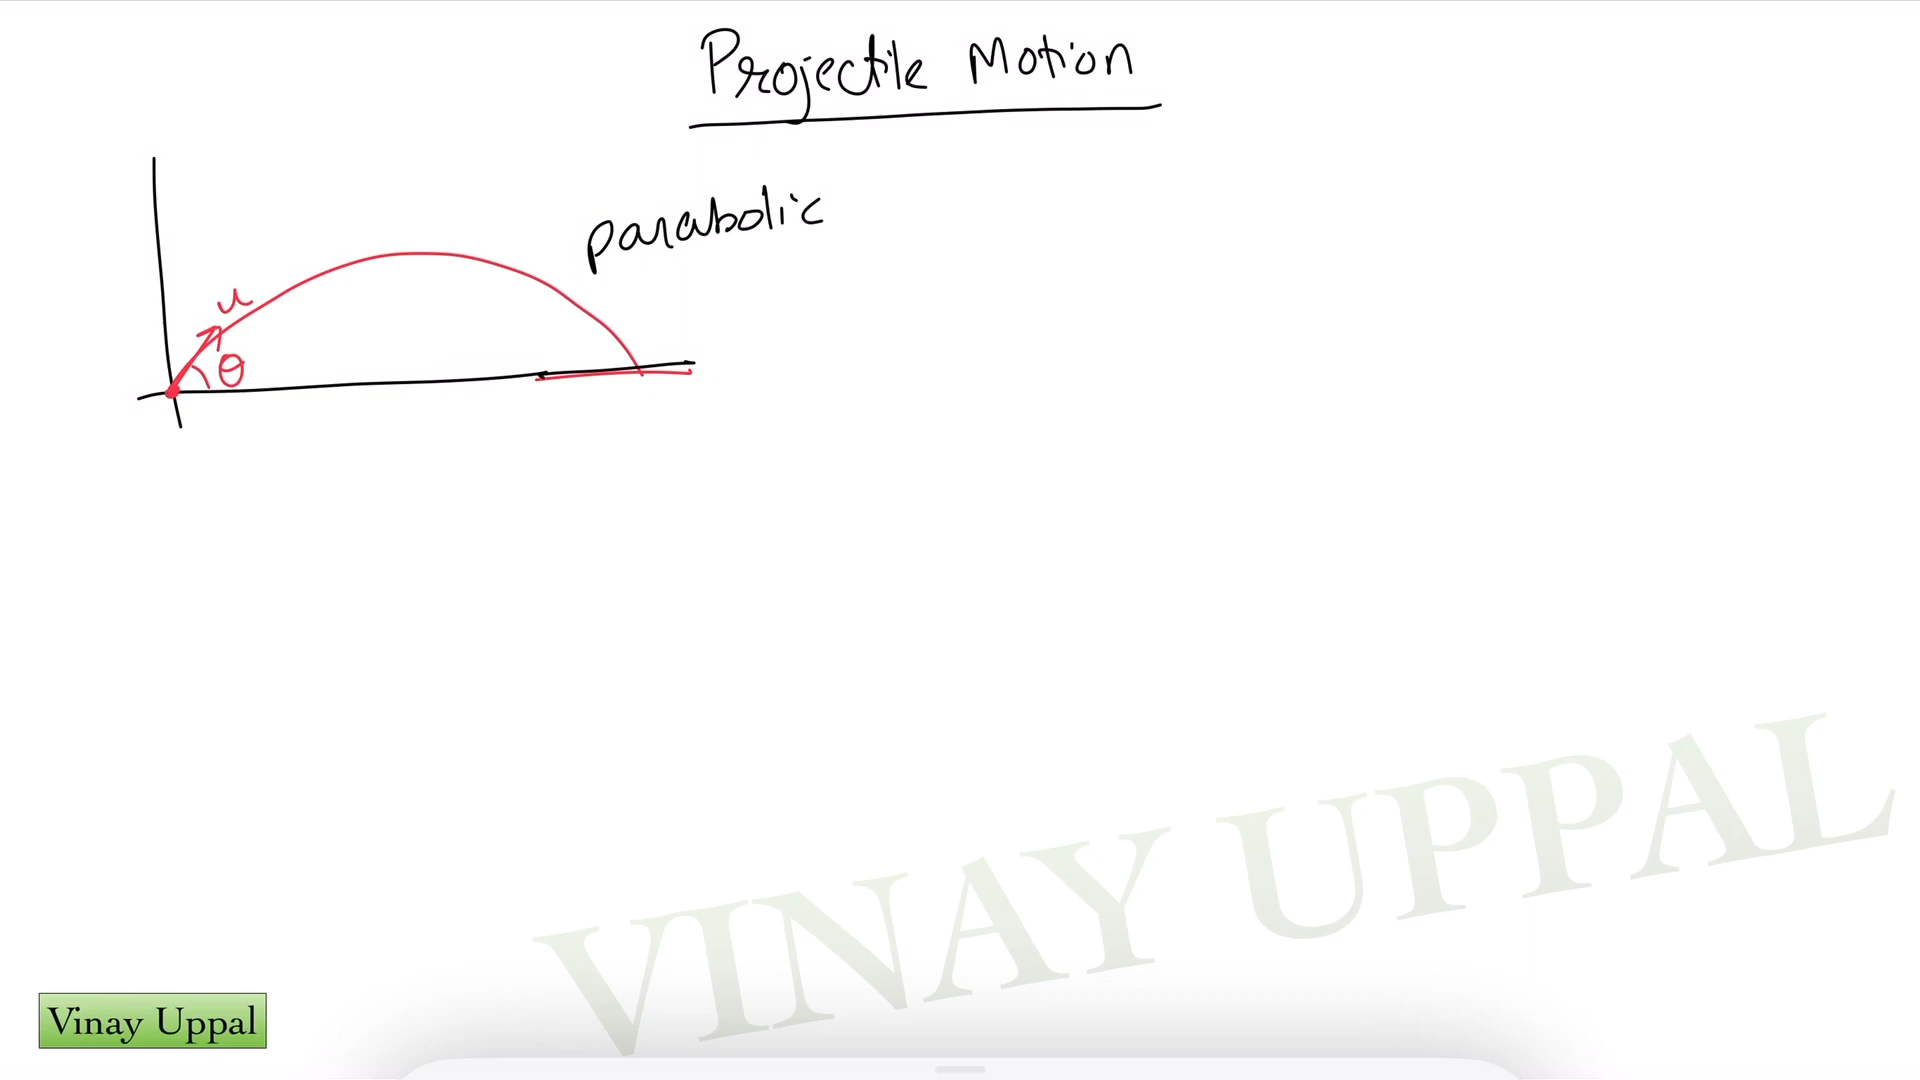 Projectile Motion
parabolic
u
θ
VINAY UPPAL
Vinay Uppal